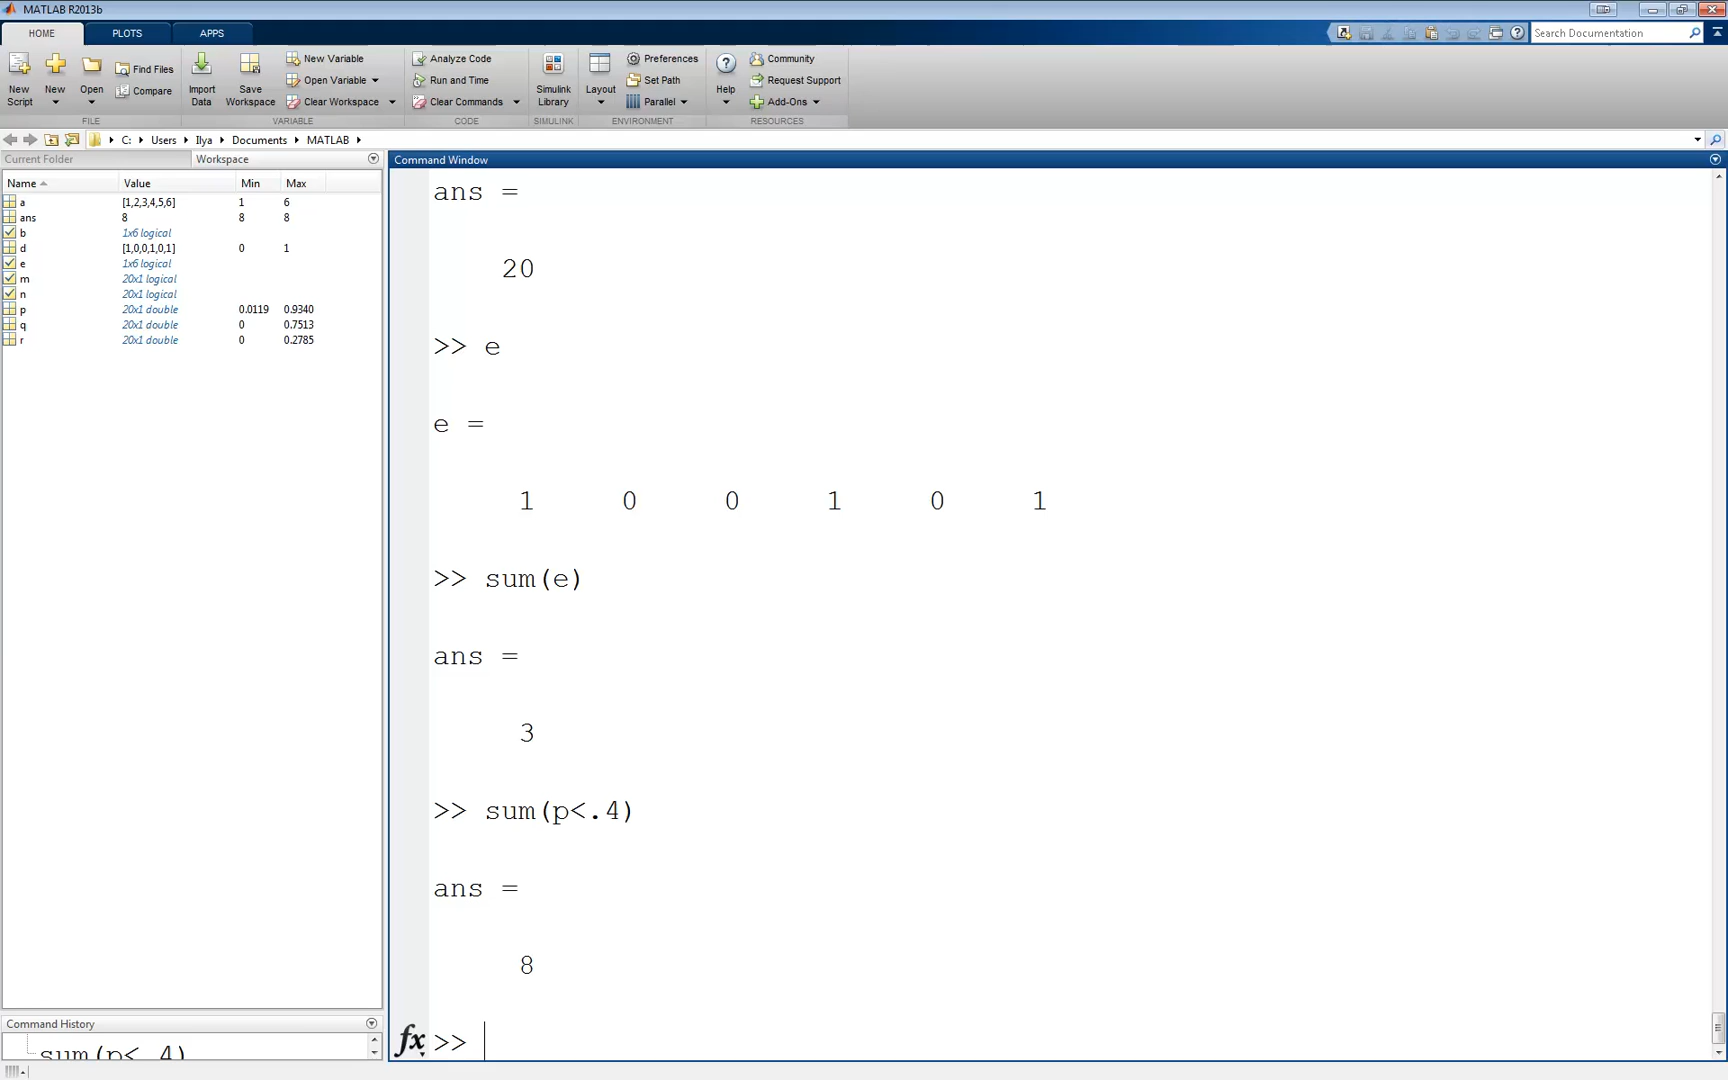 MATLAB R2013b
HOME PLOTS APPS
Search Documentation
New Script
New
Open
Find Files
Compare
Import Data
Save Workspace
New Variable
Open Variable
Clear Workspace
Analyze Code
Run and Time
Clear Commands
Simulink Library
Layout
Preferences
Set Path
Parallel
Help
Community
Request Support
Add-Ons
FILE VARIABLE CODE SIMULINK ENVIRONMENT RESOURCES
C: Users Ilya Documents MATLAB
Current Folder Workspace
Name Value Min Max
a [1,2,3,4,5,6] 1 6
ans 8 8 8
b 1x6 logical
d [1,0,0,1,0,1] 0 1
e 1x6 logical
m 20x1 logical
n 20x1 logical
p 20x1 double 0.0119 0.9340
q 20x1 double 0 0.7513
r 20x1 double 0 0.2785
Command History
sum(p<.4)
Command Window
ans =
20
>> e
e =
1 0 0 1 0 1
>> sum(e)
ans =
3
>> sum(p<.4)
ans =
8
fx >>